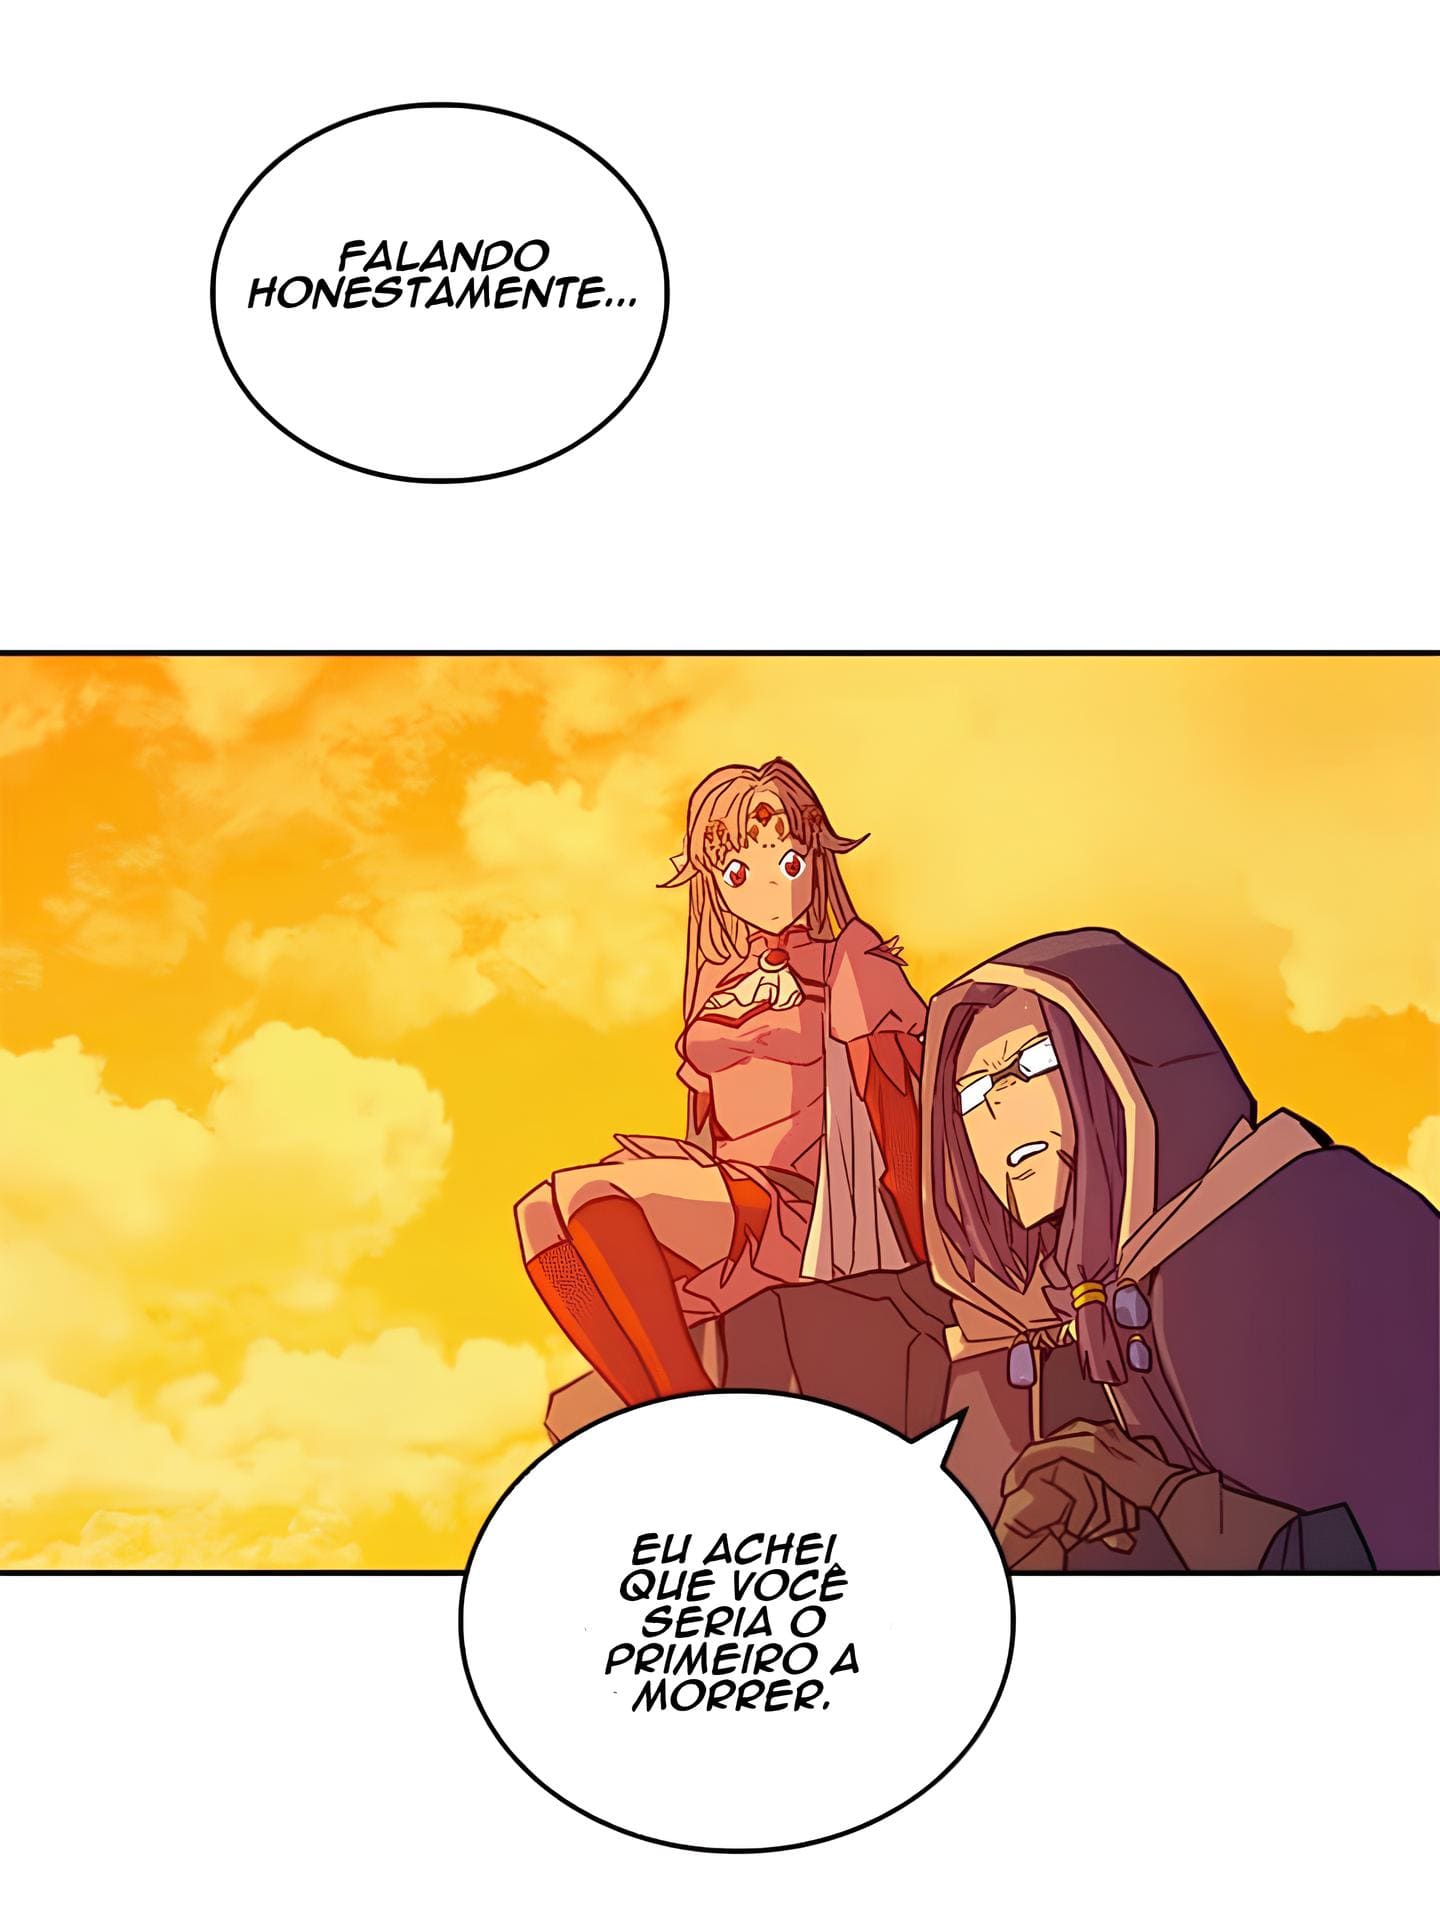 FALANDO
HONESTAMENTE...
EU ACHEI
QUE VOCÊ
SERIA O
PRIMEIRO A
MORRER.